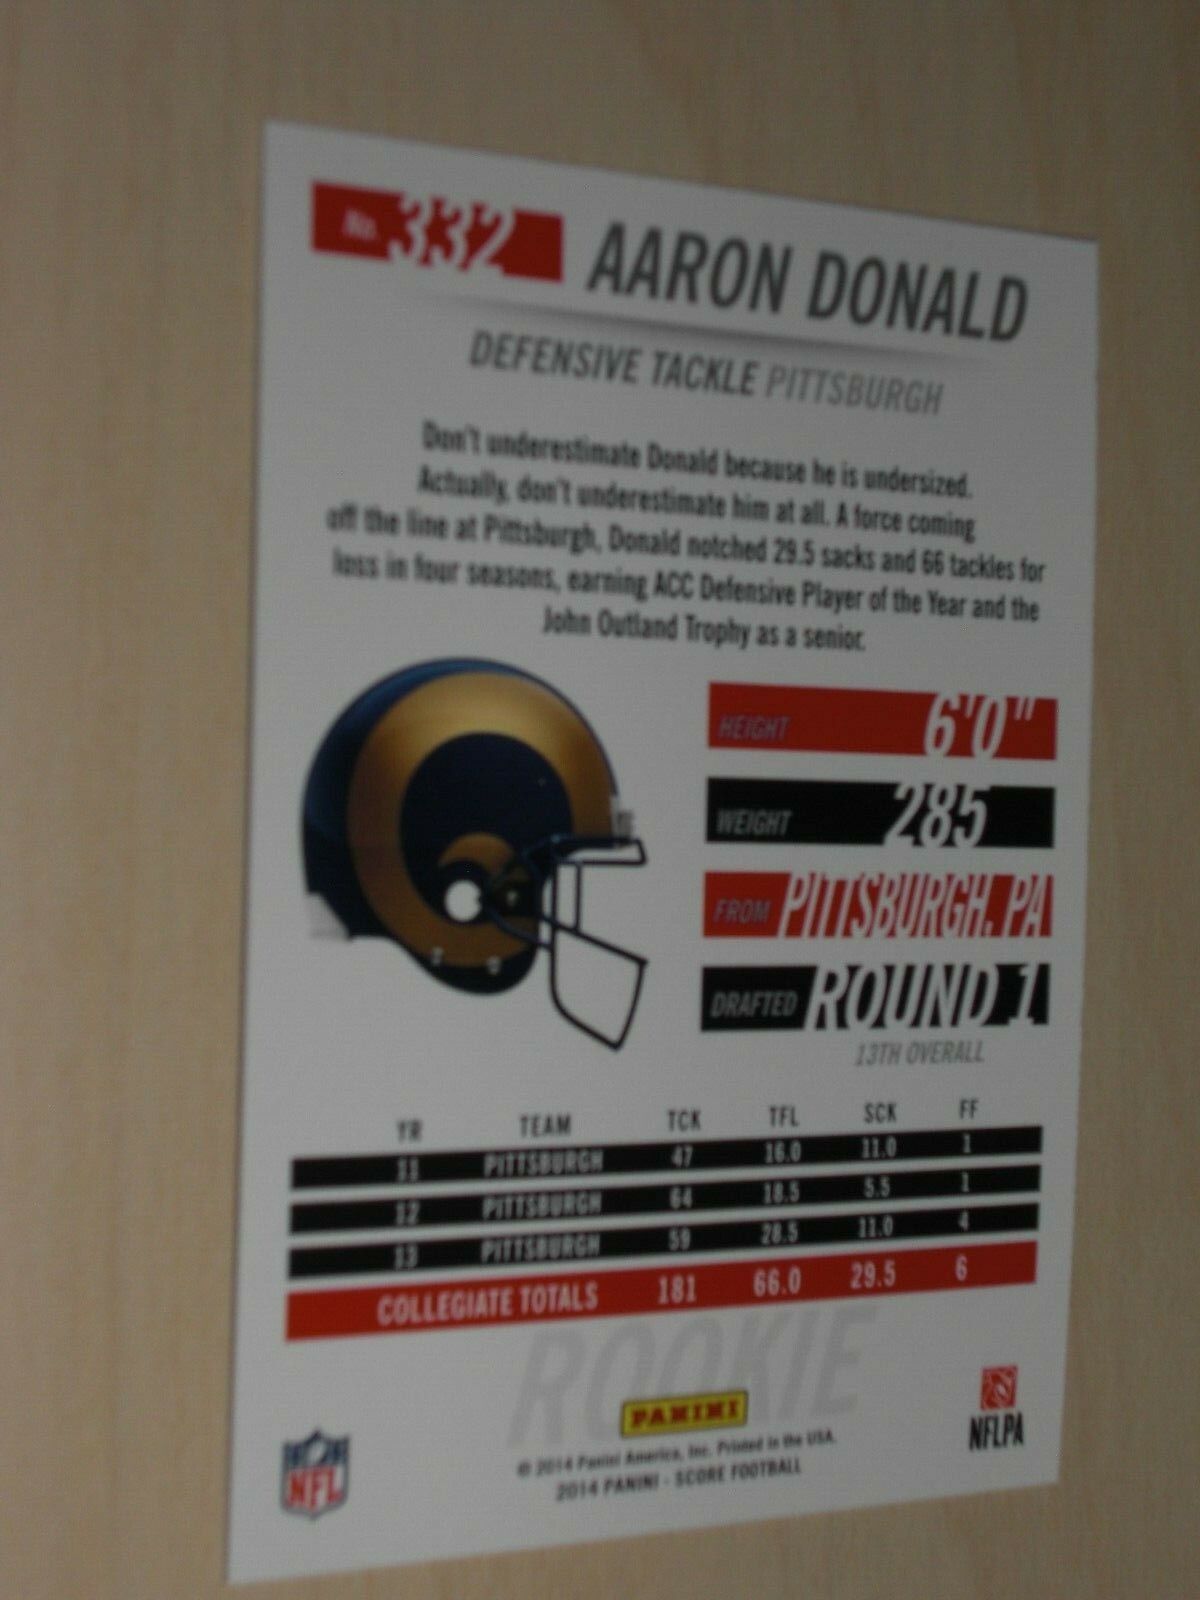 No. 332 AARON DONALD
DEFENSIVE TACKLE PITTSBURGH
Don't underestimate Donald because he is undersized.
Actually, don't underestimate him at all. A force coming
off the line at Pittsburgh, Donald notched 29.5 sacks and 66 tackles for
loss in four seasons, earning ACC Defensive Player of the Year and the
John Outland Trophy as a senior.
HEIGHT 6'0"
WEIGHT 285
FROM PITTSBURGH, PA
DRAFTED ROUND 1
13TH OVERALL
YR TEAM TCK TFL SCK FF
11 PITTSBURGH 47 16.0 11.0 1
12 PITTSBURGH 64 18.5 5.5 1
13 PITTSBURGH 59 28.5 11.0 4
COLLEGIATE TOTALS 181 66.0 29.5 6
ROOKIE
PANINI
NFL
NFLPA
© 2014 Panini America, Inc. Printed in the USA.
2014 PANINI - SCORE FOOTBALL